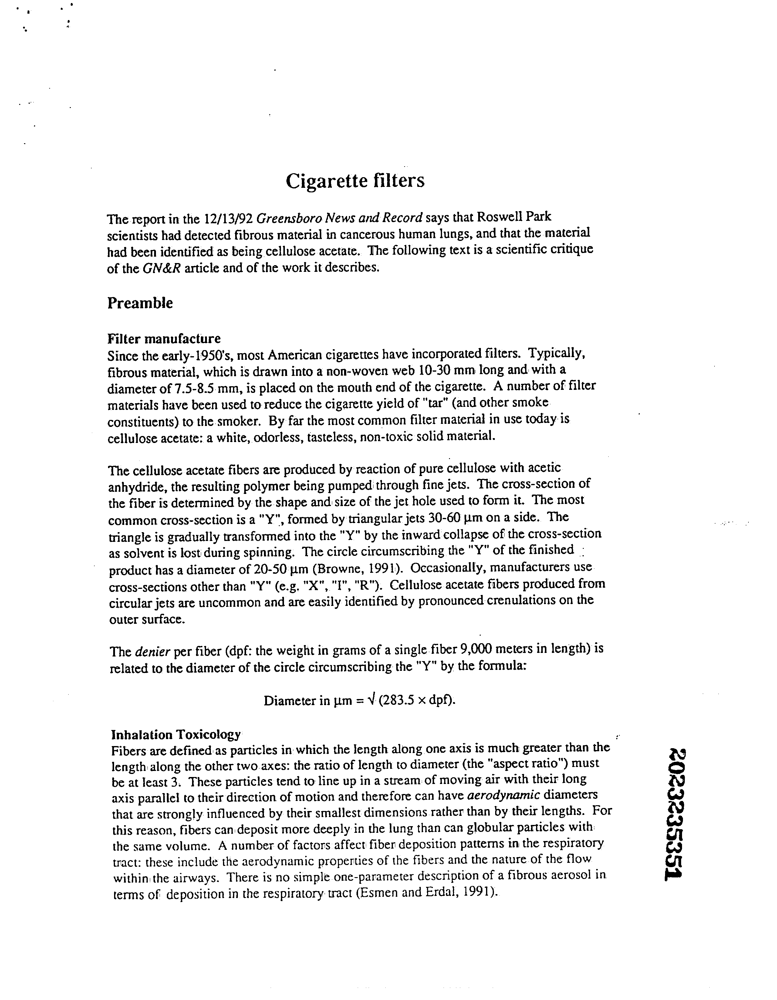 Cigarette filters
The report in the 12/13/92 Greensboro News and Record says that Roswell Park
scientists had detected fibrous material in cancerous human lungs, and that the material
had been identified as being cellulose acetate. The following text is a scientific critique
of the GN&R article and of the work it describes.
Preamble
Filter manufacture
Since the early-1950's, most American cigarettes have incorporated filters. Typically,
fibrous material, which is drawn into a non-woven web 10-30 mm long and with a
diameter of 7.5-8.5 mm, is placed on the mouth end of the cigarette. A number of filter
materials have been used to reduce the cigarette yield of "tar" (and other smoke
constituents) to the smoker. By far the most common filter material in use today is
cellulose acetate: a white, odorless, tasteless, non-toxic solid material.
The cellulose acetate fibers are produced by reaction of pure cellulose with acetic
anhydride, the resulting polymer being pumped through fine jets. The cross-section of
the fiber is determined by the shape and size of the jet hole used to form it. The most
common cross-section is a "Y", formed by triangular jets 30-60 µm on a side. The
triangle is gradually transformed into the "Y" by the inward collapse of the cross-section
as solvent is lost during spinning. The circle circumscribing the "Y" of the finished
product has a diameter of 20-50 µm (Browne, 1991). Occasionally, manufacturers use
cross-sections other than "Y" (e.g. "X", "I", "R"). Cellulose acetate fibers produced from
circular jets are uncommon and are easily identified by pronounced crenulations on the
outer surface.
The denier per fiber (dpf: the weight in grams of a single fiber 9,000 meters in length) is
related to the diameter of the circle circumscribing the "Y" by the formula:
Diameter in µm = √ (283.5 × dpf).
Inhalation Toxicology
Fibers are defined as particles in which the length along one axis is much greater than the
length along the other two axes: the ratio of length to diameter (the "aspect ratio") must
be at least 3. These particles tend to line up in a stream of moving air with their long
axis parallel to their direction of motion and therefore can have aerodynamic diameters
that are strongly influenced by their smallest dimensions rather than by their lengths. For
this reason, fibers can deposit more deeply in the lung than can globular particles with
the same volume. A number of factors affect fiber deposition patterns in the respiratory
tract: these include the aerodynamic properties of the fibers and the nature of the flow
within the airways. There is no simple one-parameter description of a fibrous aerosol in
terms of deposition in the respiratory tract (Esmen and Erdal, 1991).
2023235351